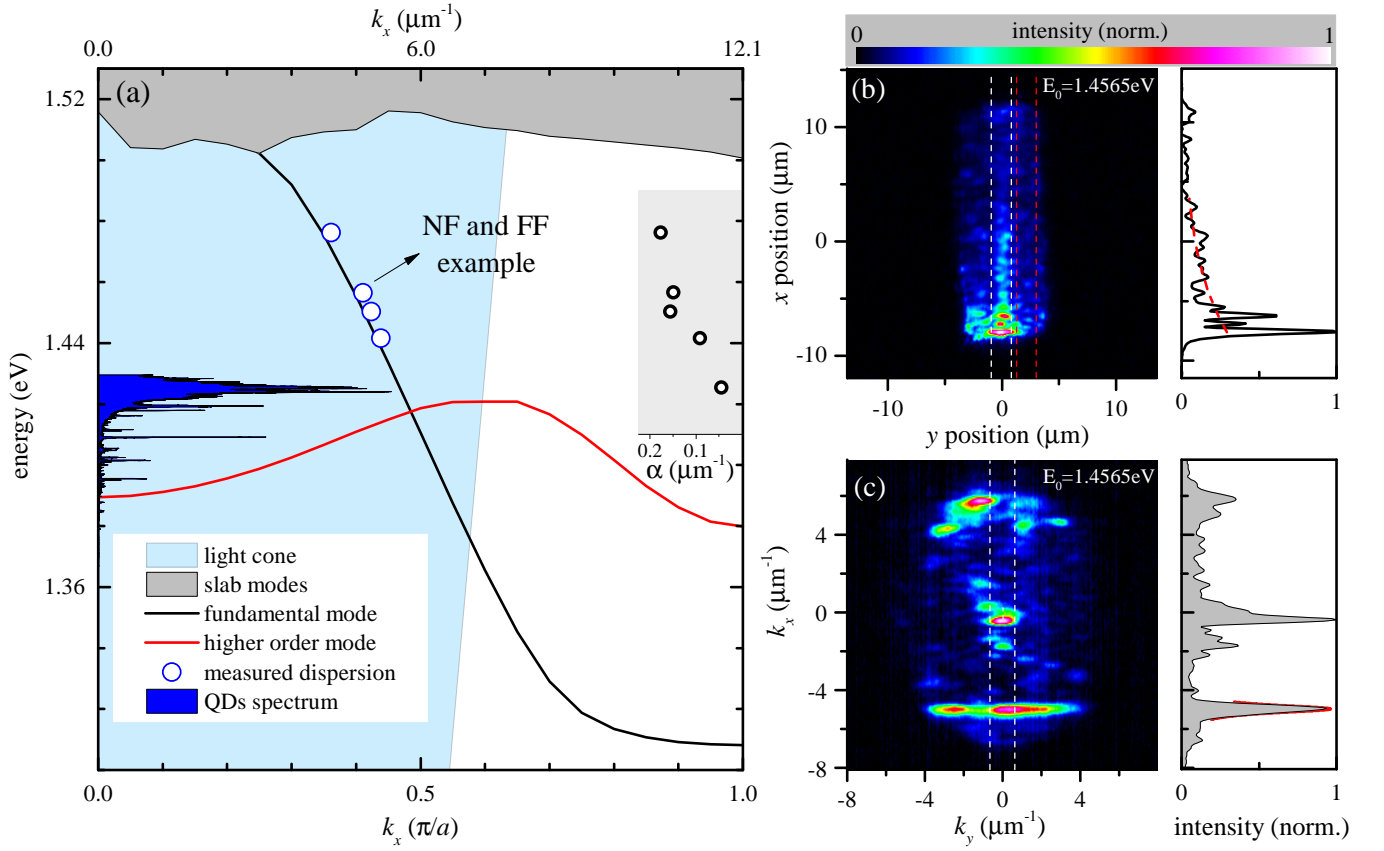 k_x (μm⁻¹)
0.0 6.0 12.1
(a)
1.52
1.44
1.36
energy (eV)
NF and FF
example
0.2 0.1
α (μm⁻¹)
light cone
slab modes
fundamental mode
higher order mode
measured dispersion
QDs spectrum
0.0 0.5 1.0
k_x (π/a)
0 intensity (norm.) 1
(b) E_0=1.4565eV
10
0
-10
x position (μm)
-10 0 10
y position (μm)
0 1
(c) E_0=1.4565eV
4
0
-4
-8
k_x (μm⁻¹)
-8 -4 0 4
k_y (μm⁻¹)
0 1
intensity (norm.)